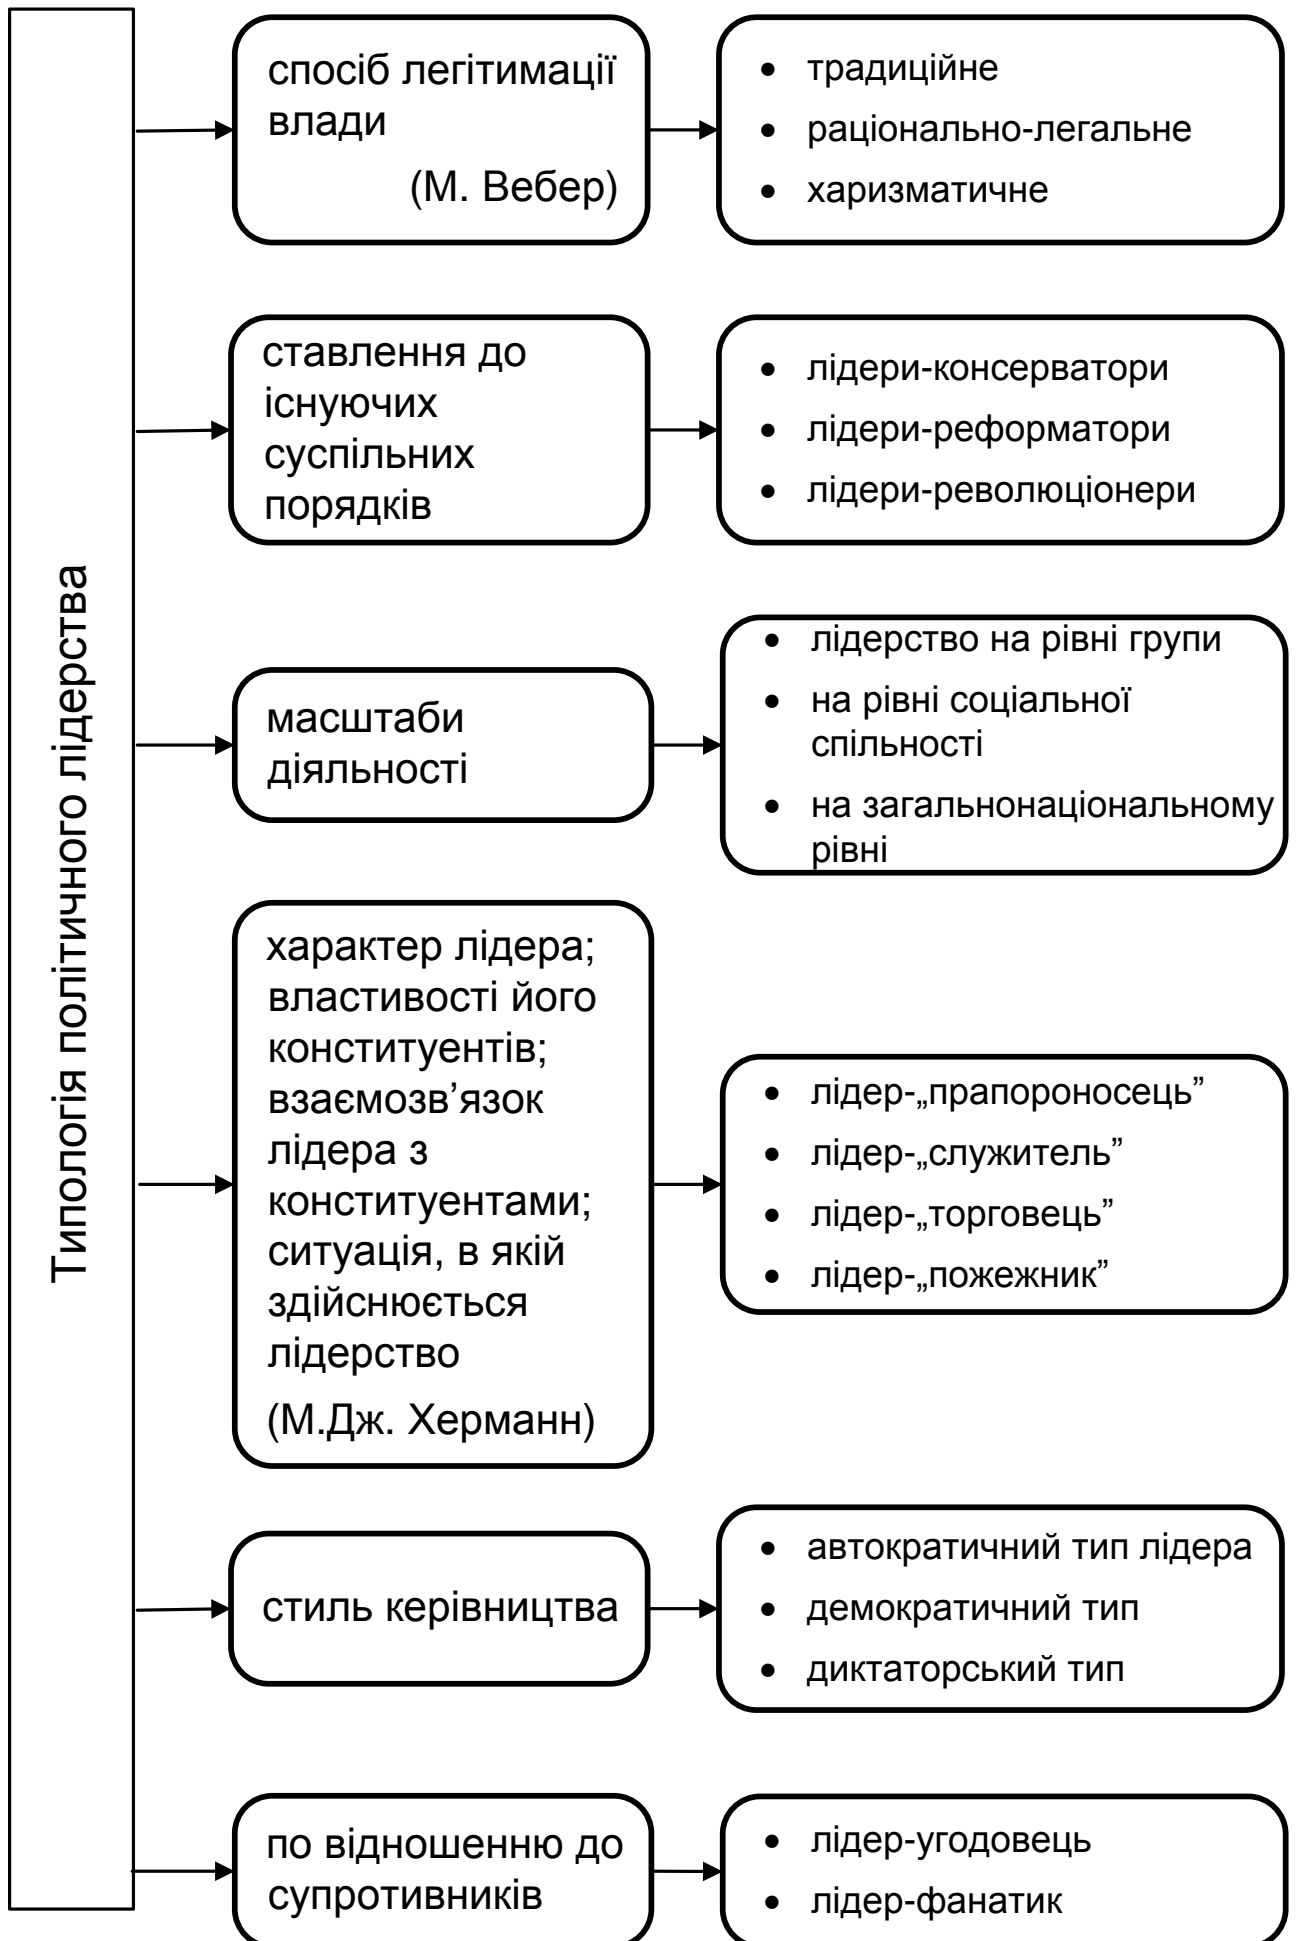 Типологія політичного лідерства
спосіб легітимації
влади
(М. Вебер)
• традиційне
• раціонально-легальне
• харизматичне
ставлення до
існуючих
суспільних
порядків
• лідери-консерватори
• лідери-реформатори
• лідери-революціонери
масштаби
діяльності
• лідерство на рівні групи
• на рівні соціальної
спільності
• на загальнонаціональному
рівні
характер лідера;
властивості його
конституентів;
взаємозв’язок
лідера з
конституентами;
ситуація, в якій
здійснюється
лідерство
(М.Дж. Херманн)
• лідер-„прапороносець”
• лідер-„служитель”
• лідер-„торговець”
• лідер-„пожежник”
стиль керівництва
• автократичний тип лідера
• демократичний тип
• диктаторський тип
по відношенню до
супротивників
• лідер-угодовець
• лідер-фанатик